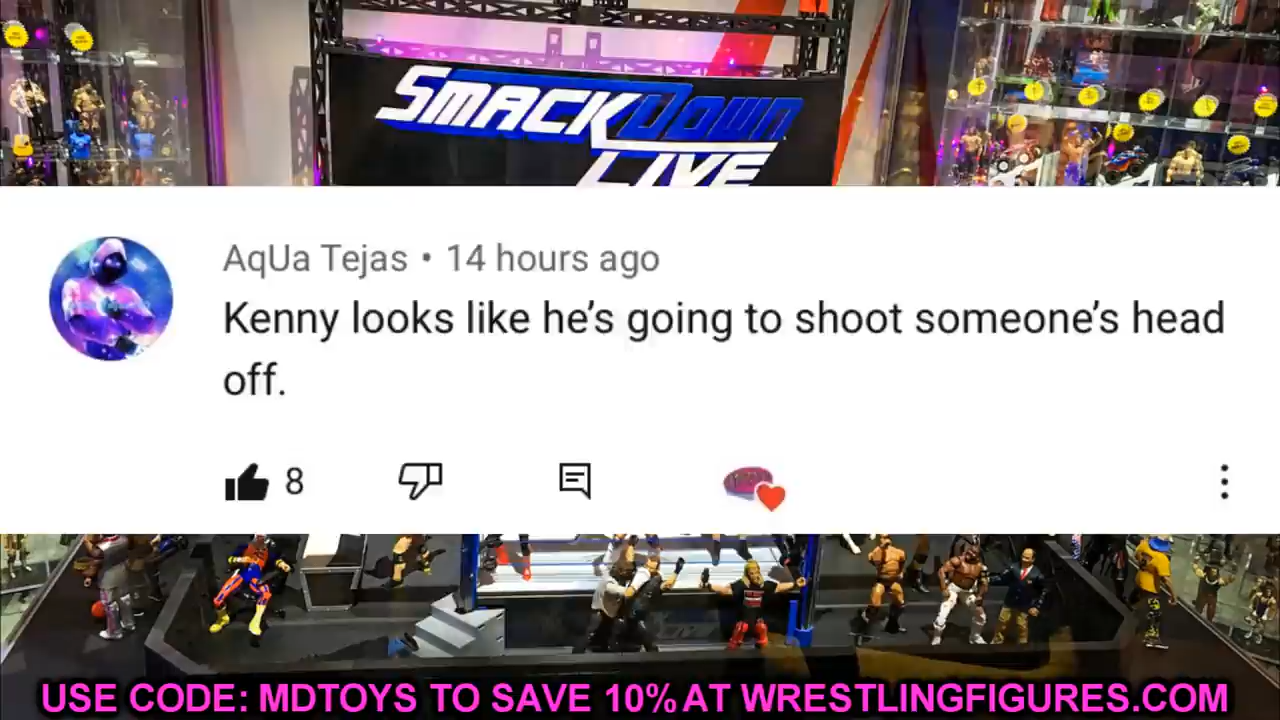 SMACKDOWN
LIVE
AqUa Tejas • 14 hours ago
Kenny looks like he’s going to shoot someone’s head
off.
8
USE CODE: MDTOYS TO SAVE 10% AT WRESTLINGFIGURES.COM